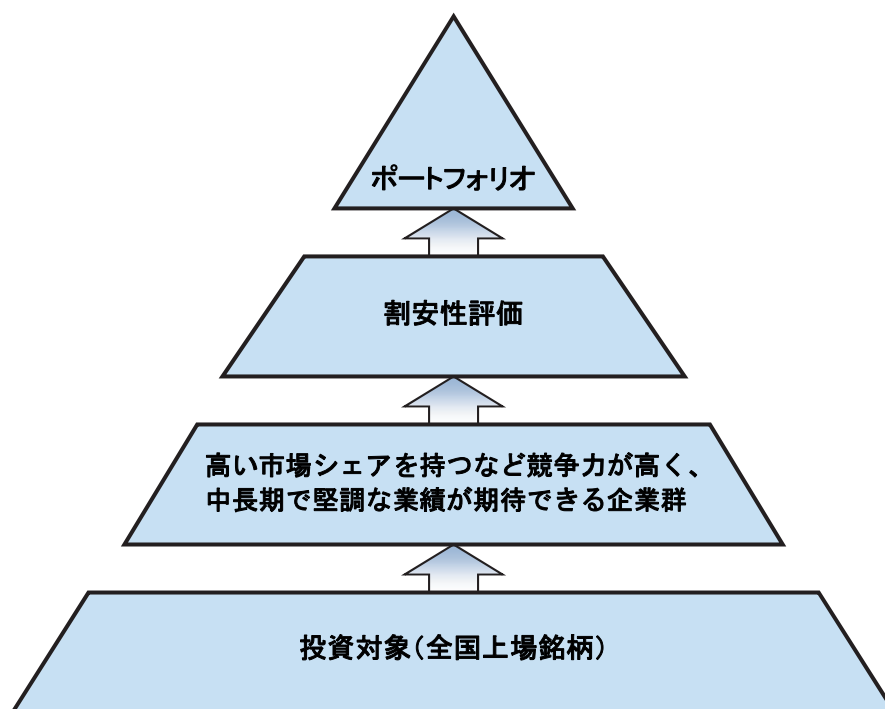 ポートフォリオ
割安性評価
高い市場シェアを持つなど競争力が高く、
中長期で堅調な業績が期待できる企業群
投資対象（全国上場銘柄）